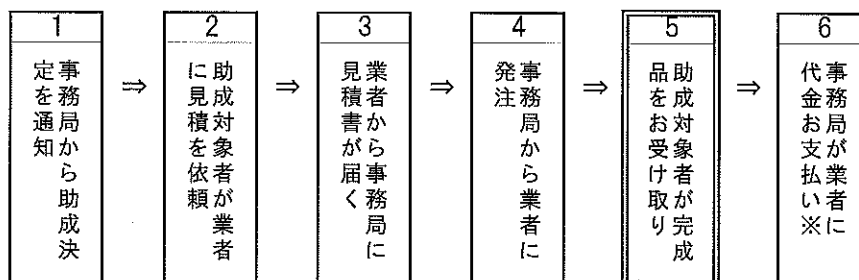 1
事務局から助成決
定を通知
⇒
2
助成対象者が業者
に見積を依頼
⇒
3
業者から事務局に
見積書が届く
⇒
4
事務局から業者に
発注
⇒
5
助成対象者が完成
品をお受け取り
⇒
6
事務局が業者に
代金お支払い※